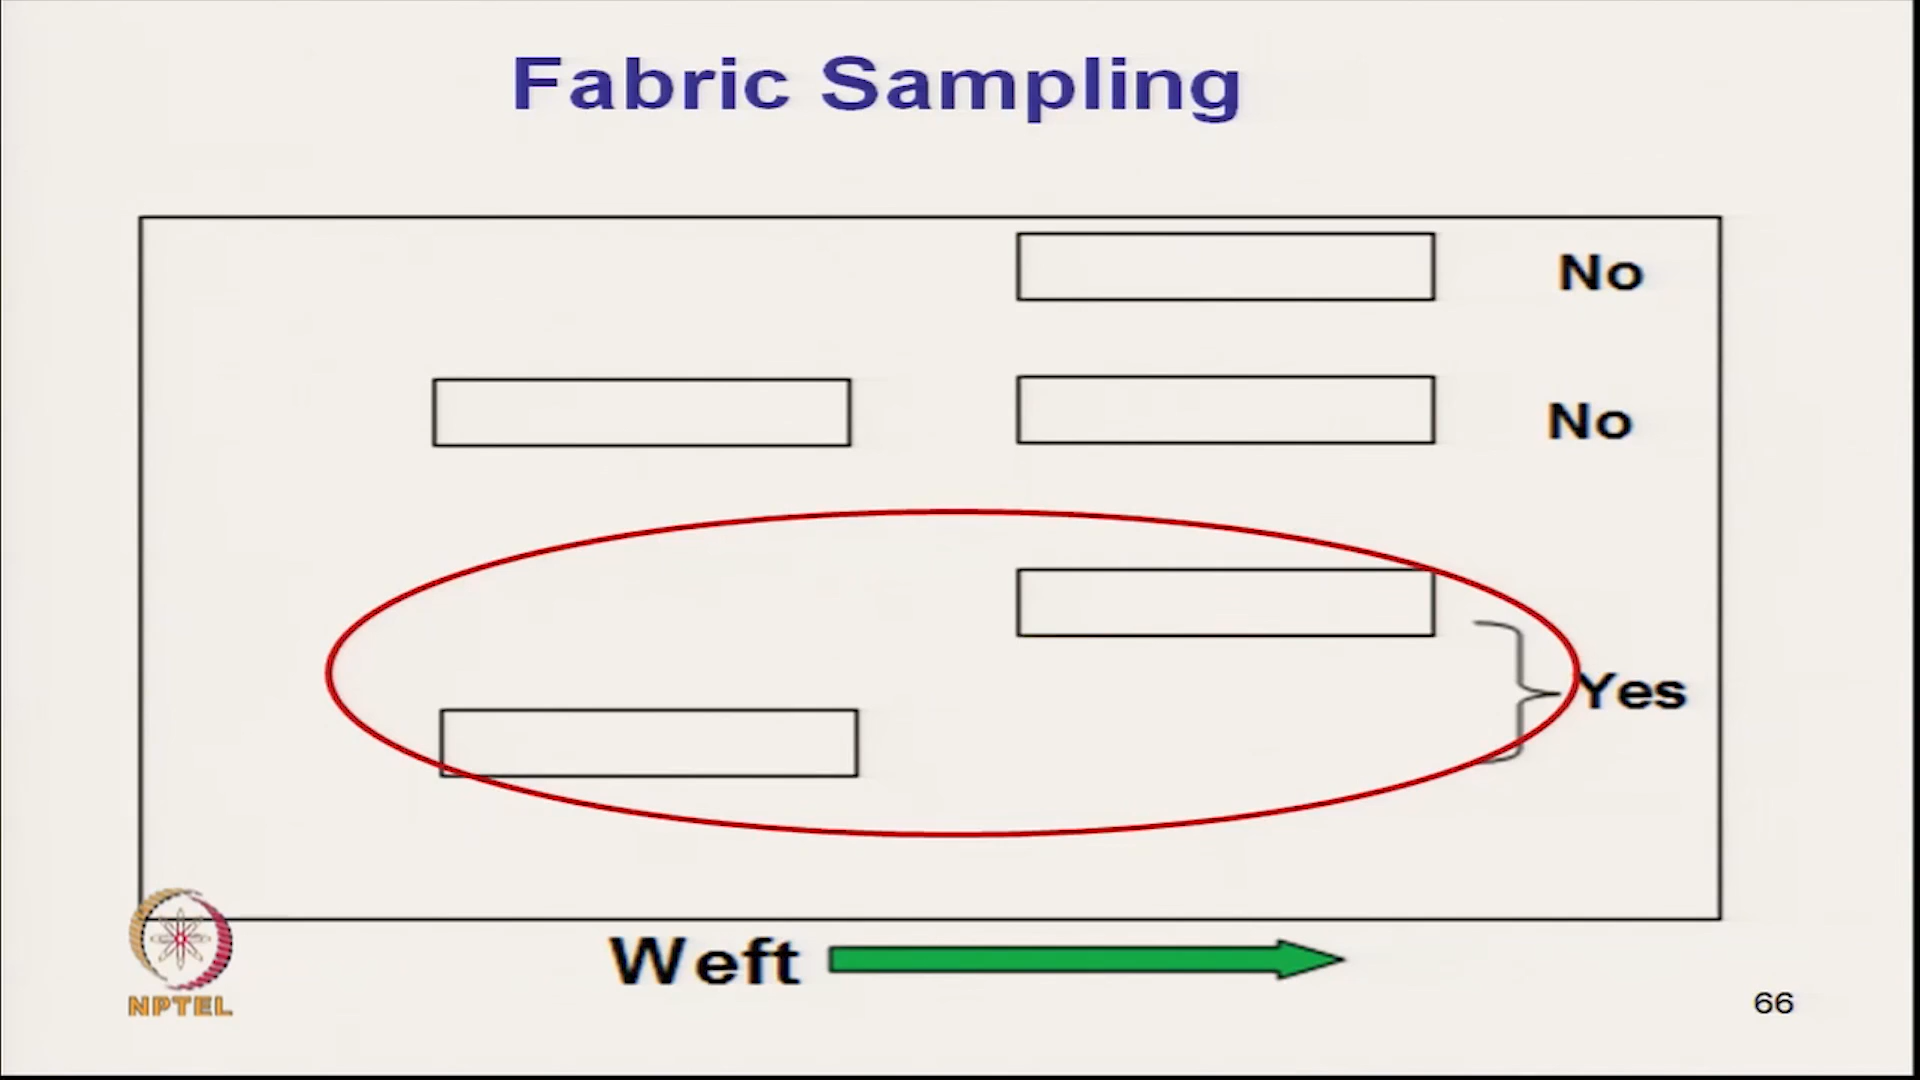 Fabric Sampling
No
No
Yes
Weft
NPTEL
66